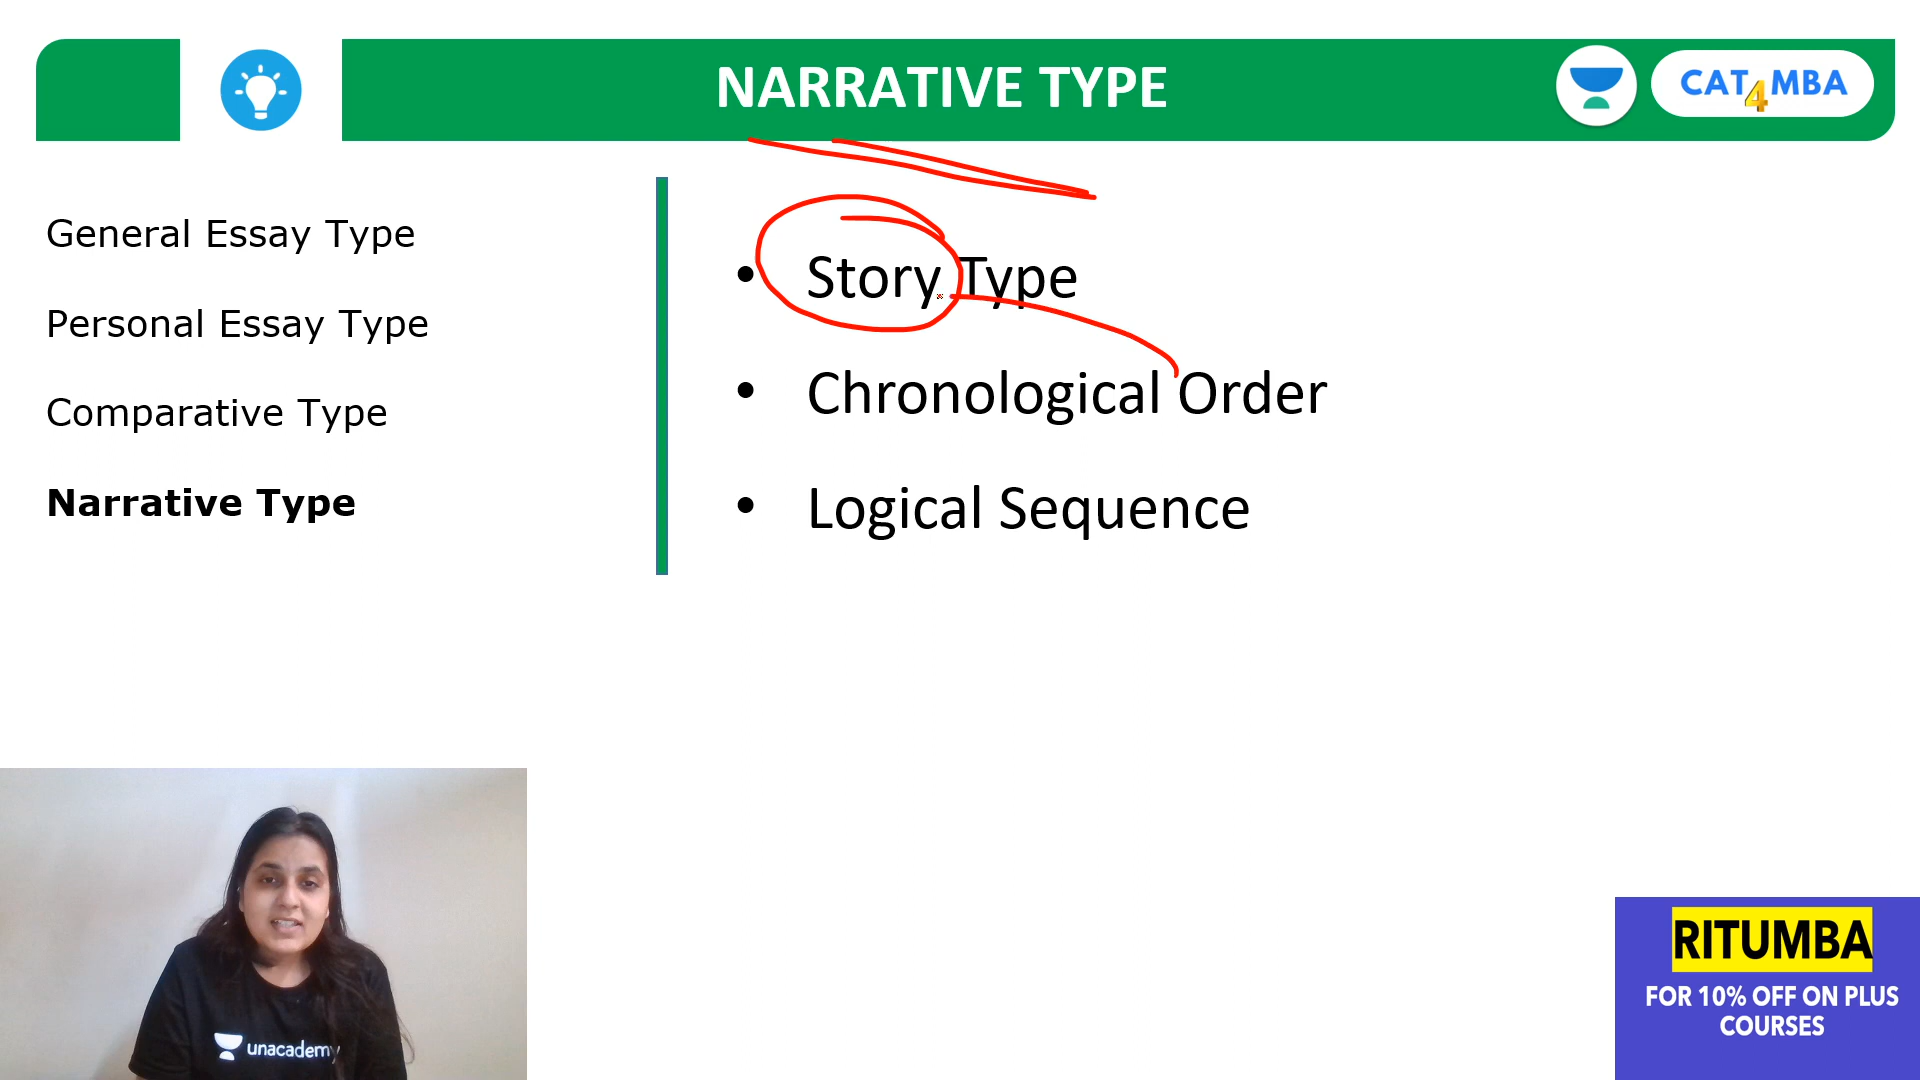 NARRATIVE TYPE
CAT4MBA
General Essay Type
Personal Essay Type
Comparative Type
Narrative Type
• Story Type
• Chronological Order
• Logical Sequence
unacademy
RITUMBA
FOR 10% OFF ON PLUS
COURSES